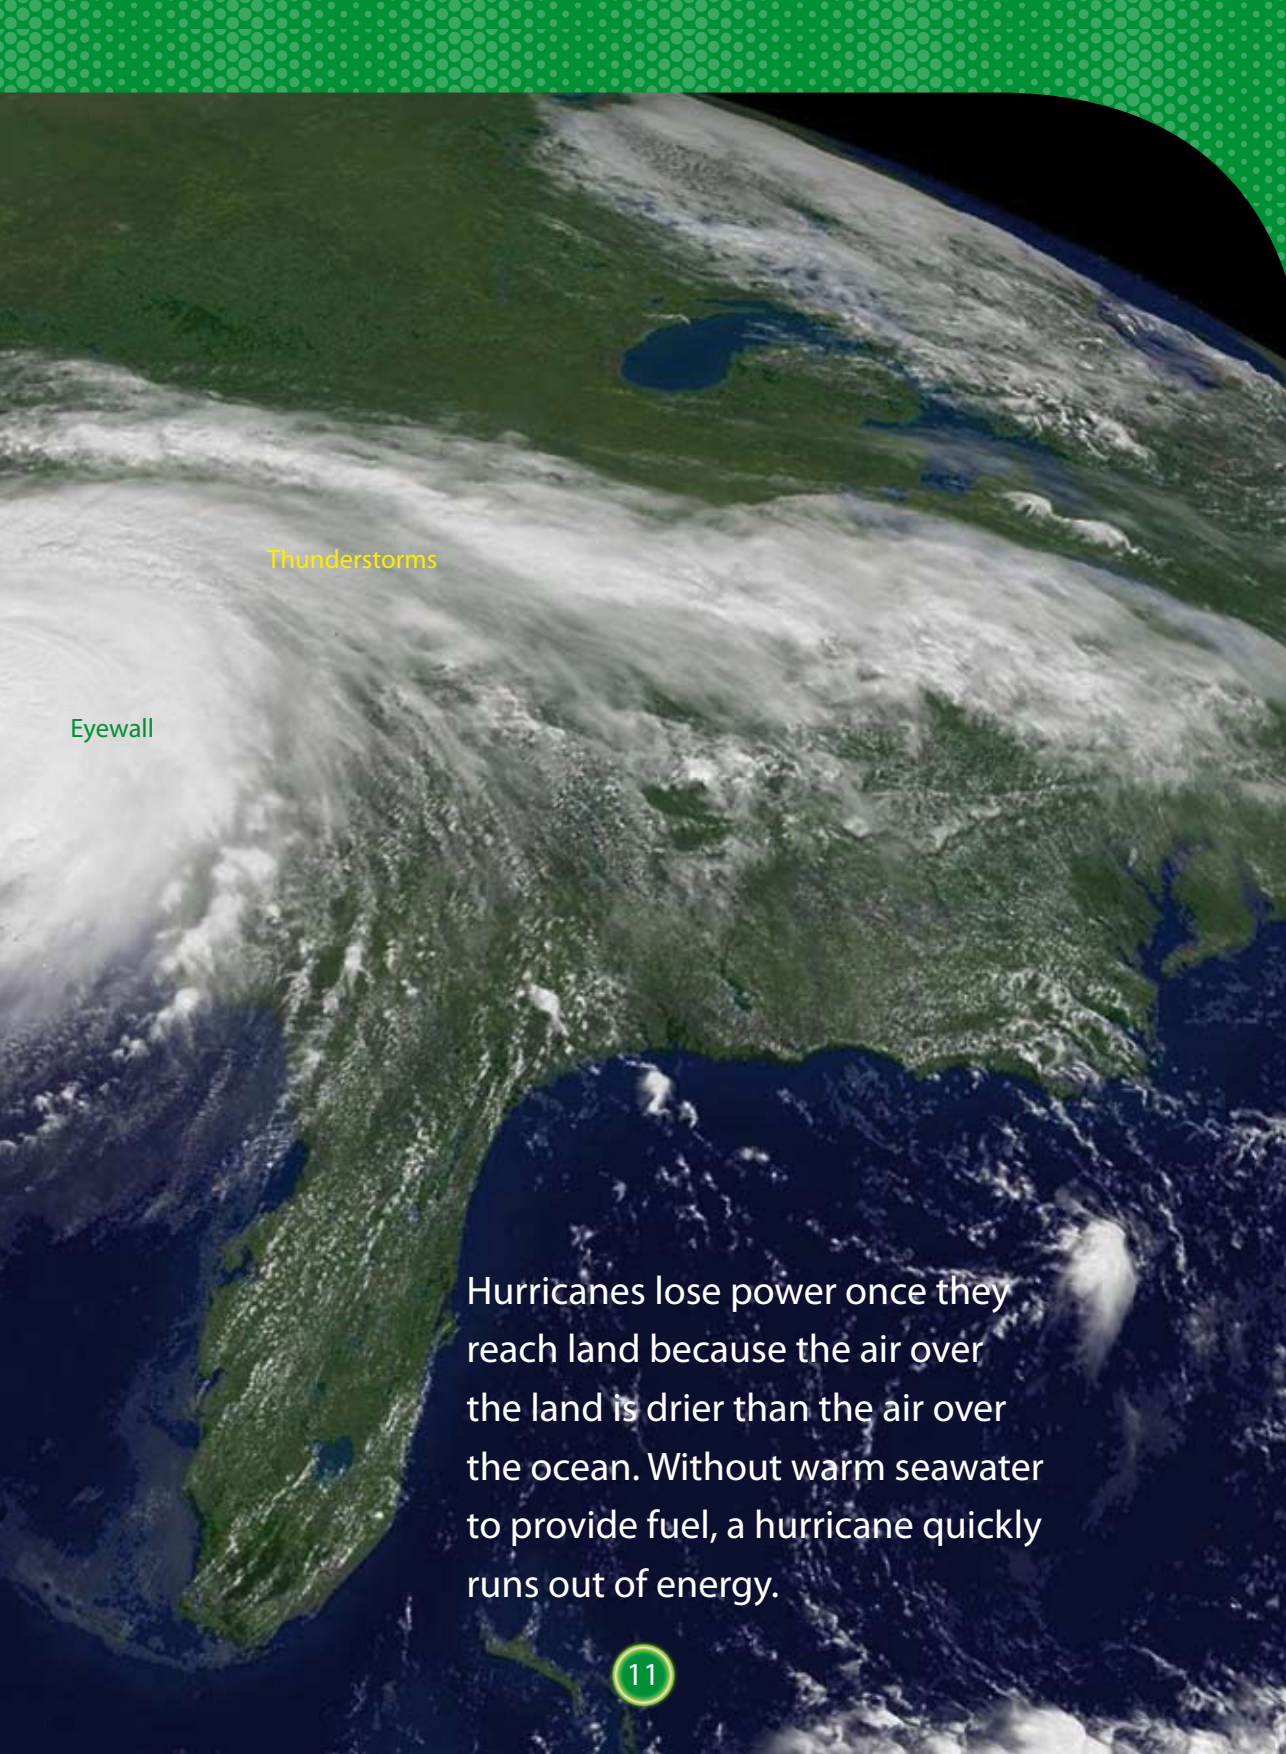 Thunderstorms
Eyewall
Hurricanes lose power once they
reach land because the air over
the land is drier than the air over
the ocean. Without warm seawater
to provide fuel, a hurricane quickly
runs out of energy.
11